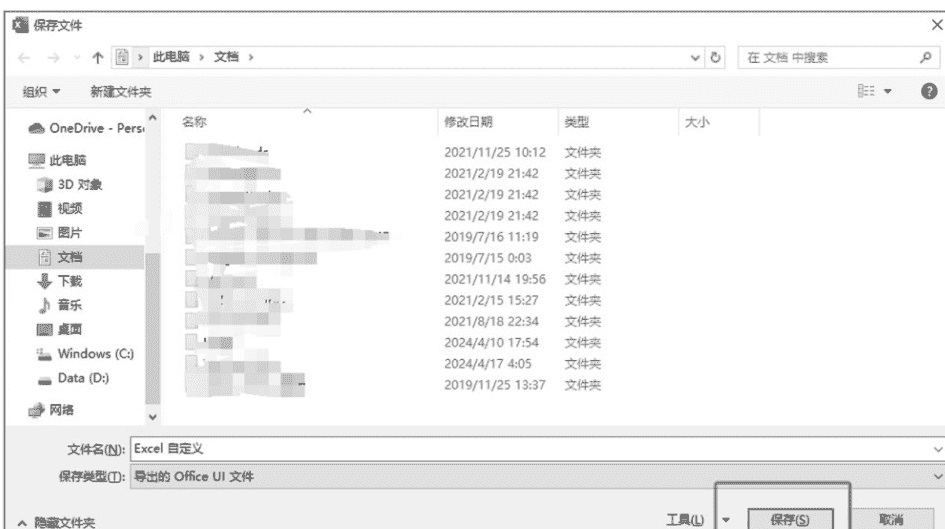 保存文件
此电脑 文档
在 文档 中搜索
组织 新建文件夹
名称 修改日期 类型 大小
OneDrive - Pers
此电脑
3D 对象
视频
图片
文档
下载
音乐
桌面
Windows (C:)
Data (D:)
网络
2021/11/25 10:12 文件夹
2021/2/19 21:42 文件夹
2021/2/19 21:42 文件夹
2021/2/19 21:42 文件夹
2019/7/16 11:19 文件夹
2019/7/15 0:03 文件夹
2021/11/14 19:56 文件夹
2021/2/15 15:27 文件夹
2021/8/18 22:34 文件夹
2024/4/10 17:54 文件夹
2024/4/17 4:05 文件夹
2019/11/25 13:37 文件夹
文件名(N): Excel 自定义
保存类型(T): 导出的 Office UI 文件
隐藏文件夹 工具(L) 保存(S) 取消